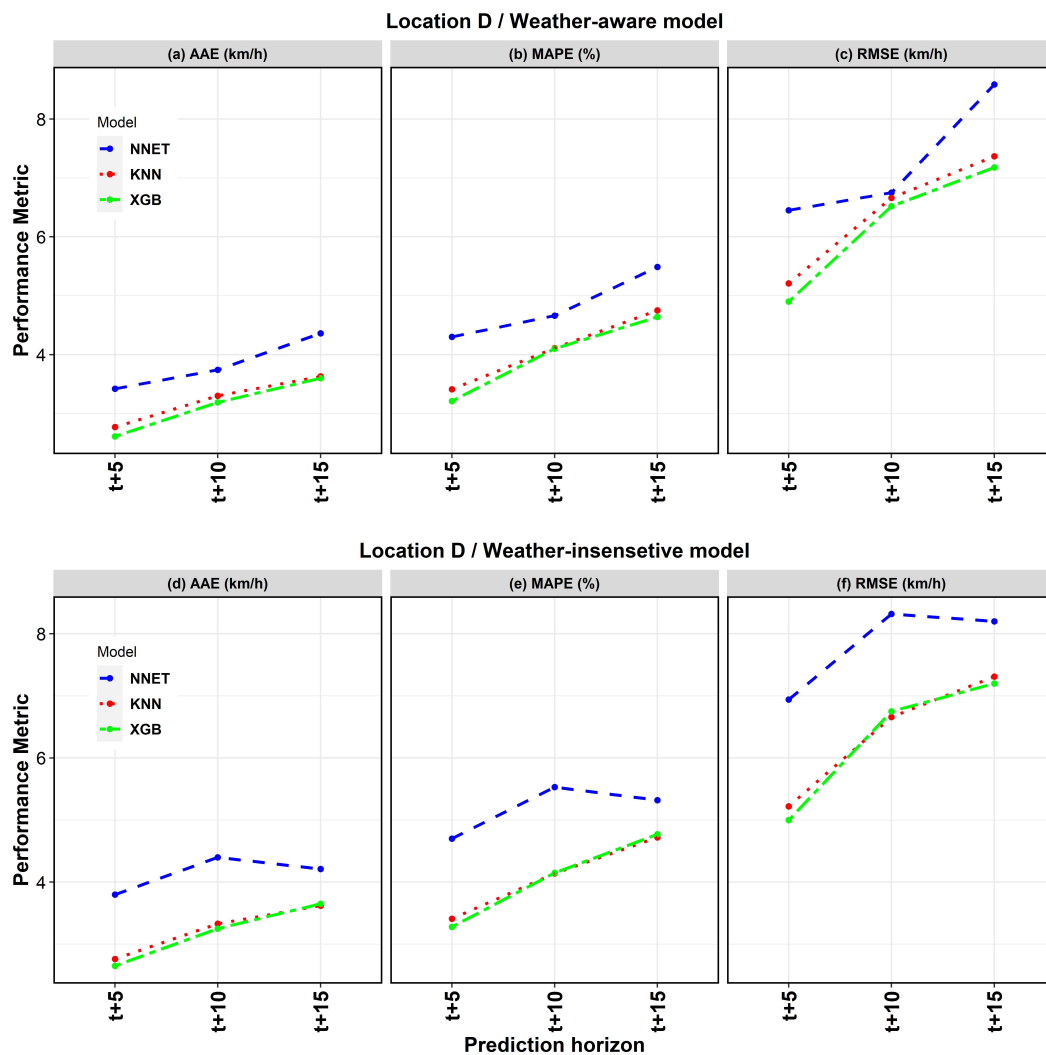 Location D / Weather-aware model
(a) AAE (km/h)
(b) MAPE (%)
(c) RMSE (km/h)
Performance Metric
8
6
4
Model
NNET
KNN
XGB
t+5
t+10
t+15
t+5
t+10
t+15
t+5
t+10
t+15
Location D / Weather-insensetive model
(d) AAE (km/h)
(e) MAPE (%)
(f) RMSE (km/h)
Performance Metric
8
6
4
Model
NNET
KNN
XGB
t+5
t+10
t+15
t+5
t+10
t+15
t+5
t+10
t+15
Prediction horizon